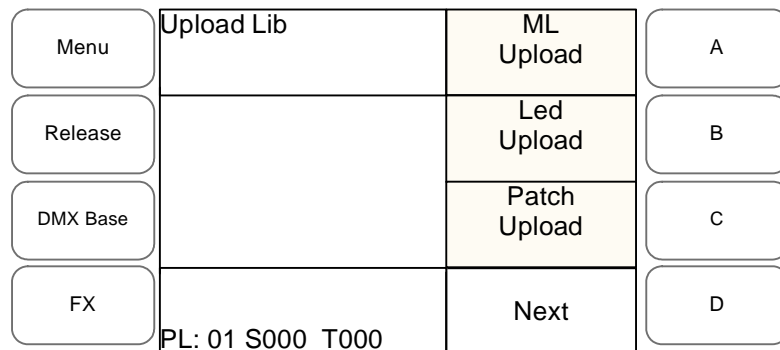 Menu
Upload Lib
ML
Upload
A
Release
Led
Upload
B
DMX Base
Patch
Upload
C
FX
PL: 01 S000  T000
Next
D